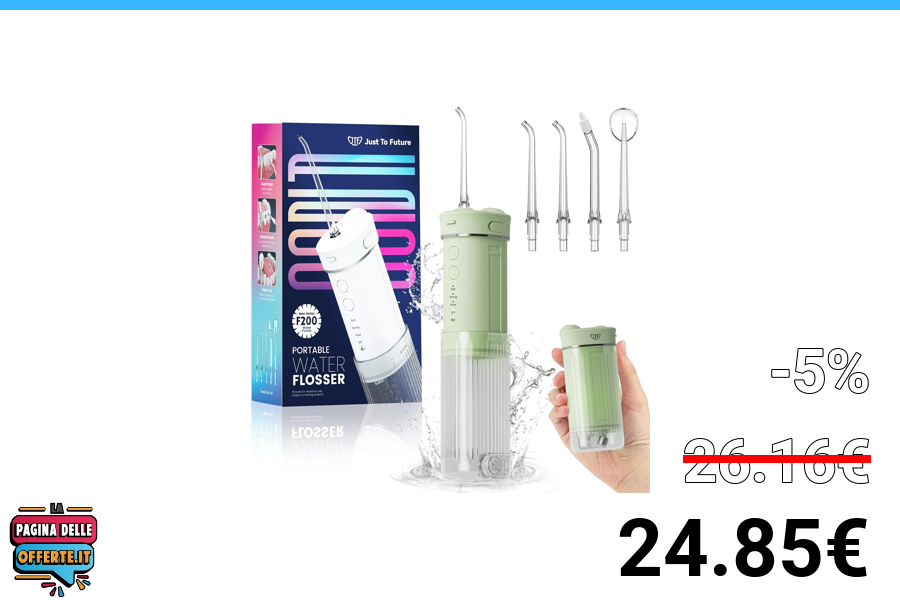 Just To Future
F200
PORTABLE
WATER
FLOSSER
-5%
26.16€
24.85€
LA
PAGINA DELLE
OFFERTE.IT